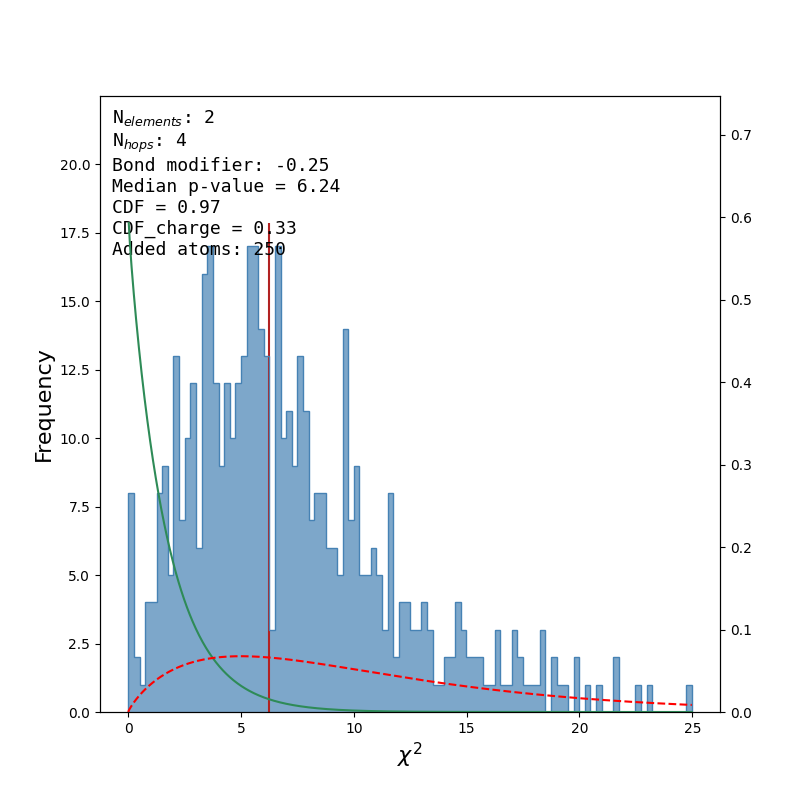 N_elements: 2
N_hops: 4
Bond modifier: -0.25
Median p-value = 6.24
CDF = 0.97
CDF_charge = 0.33
Added atoms: 250
Frequency
20.0
17.5
15.0
12.5
10.0
7.5
5.0
2.5
0.0
0.7
0.6
0.5
0.4
0.3
0.2
0.1
0.0
0 5 10 15 20 25
χ²